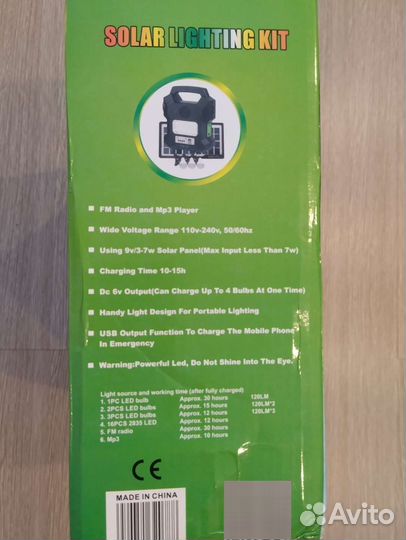 SOLAR LIGHTING KIT
FM Radio and Mp3 Player
Wide Voltage Range 110v-240v, 50/60hz
Using 9v/3-7w Solar Panel(Max Input Less Than 7w)
Charging Time 10-15h
Dc 6v Output(Can Charge Up To 4 Bulbs At One Time)
Handy Light Design For Portable Lighting
USB Output Function To Charge The Mobile Phone
In Emergency
Warning:Powerful Led, Do Not Shine Into The Eye.
Light source and working time (after fully charged)
1. 1PC LED bulb Approx. 30 hours 120LM
2. 2PCS LED bulbs Approx. 15 hours 120LM*2
3. 3PCS LED bulbs Approx. 12 hours 120LM*3
4. 16PCS 2835 LED Approx. 12 hours
5. FM radio Approx. 30 hours
6. Mp3 Approx. 10 hours
CE
MADE IN CHINA
Avito